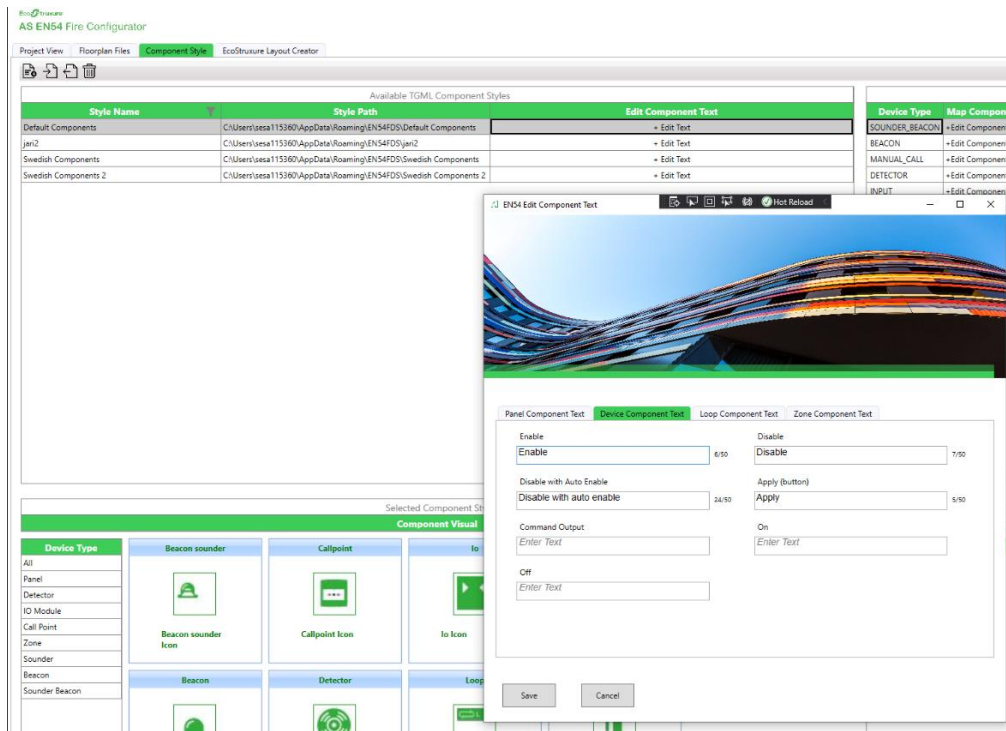 EcoStruxure
AS EN54 Fire Configurator
Project View Floorplan Files Component Style EcoStruxure Layout Creator
Available TGML Component Styles
Style Name Style Path Edit Component Text
Default Components C:\Users\sesa115360\AppData\Roaming\EN54FDS\Default Components + Edit Text
jari2 C:\Users\sesa115360\AppData\Roaming\EN54FDS\jari2 + Edit Text
Swedish Components C:\Users\sesa115360\AppData\Roaming\EN54FDS\Swedish Components + Edit Text
Swedish Components 2 C:\Users\sesa115360\AppData\Roaming\EN54FDS\Swedish Components 2 + Edit Text
Device Type Map Compon
SOUNDER_BEACON +Edit Componen
BEACON +Edit Componen
MANUAL_CALL +Edit Componen
DETECTOR +Edit Componen
INPUT +Edit Componen
EN54 Edit Component Text
Hot Reload
Panel Component Text Device Component Text Loop Component Text Zone Component Text
Enable Disable
Enable 6/50 Disable 7/50
Disable with Auto Enable Apply (button)
Disable with auto enable 24/50 Apply 5/50
Command Output On
Enter Text Enter Text
Off
Enter Text
Save Cancel
Selected Component St
Component Visual
Device Type
All
Panel
Detector
IO Module
Call Point
Zone
Sounder
Beacon
Sounder Beacon
Beacon sounder Callpoint Io
Beacon sounder Icon
Callpoint Icon
Io Icon
Beacon Detector Loop